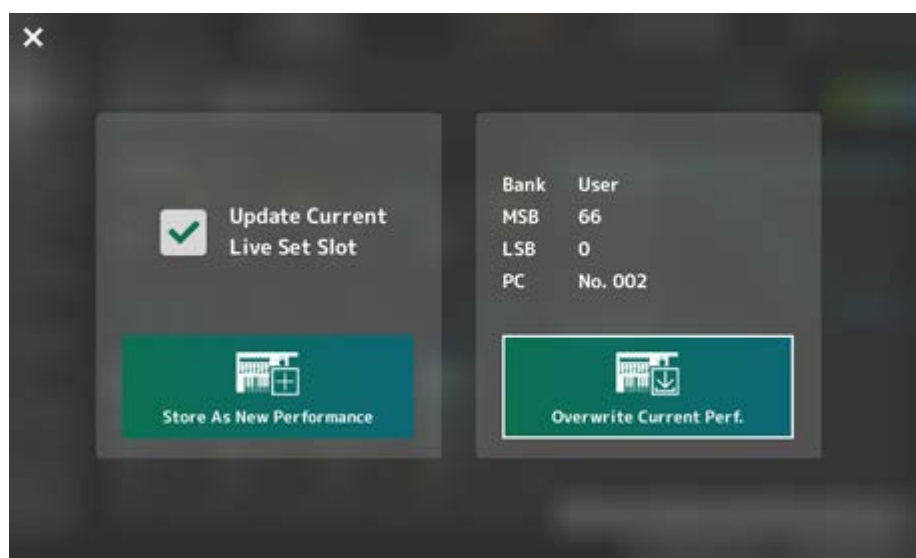 Update Current
Live Set Slot
Store As New Performance
Bank User
MSB 66
LSB 0
PC No. 002
Overwrite Current Perf.